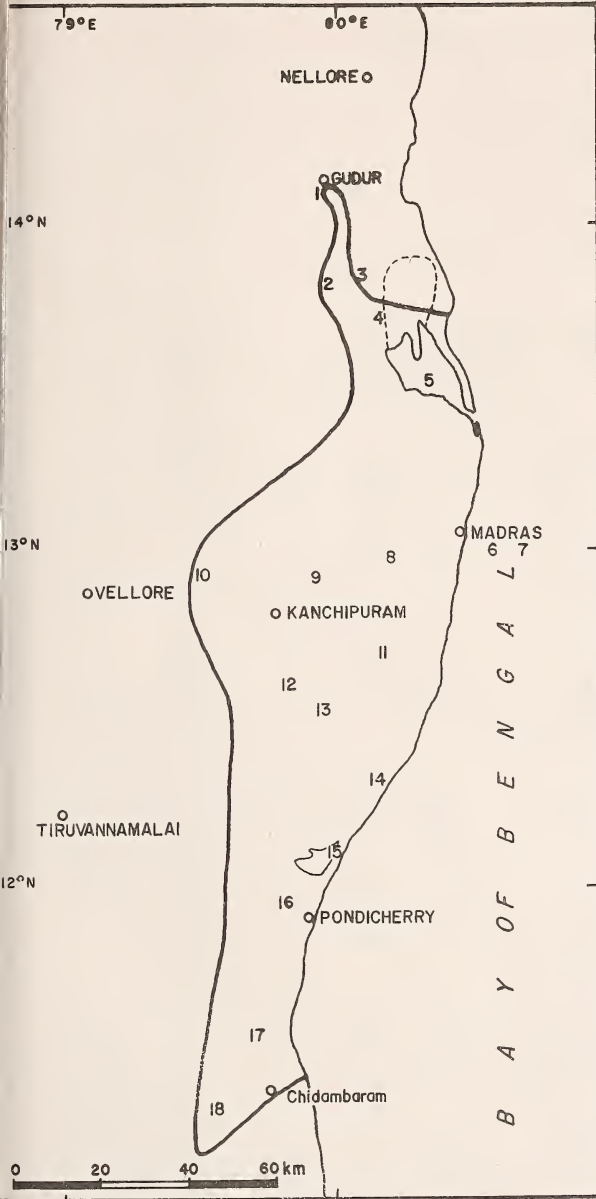 79°E 80°E
NELLORE
GUDUR
1
14°N
3
2
4
5
MADRAS
13°N
6 7
8
10 9
VELLORE
KANCHIPURAM
11
12
13
14
TIRUVANNAMALAI
15
12°N
16
PONDICHERRY
BAY OF BENGAL
17
Chidambaram
18
0 20 40 60 km